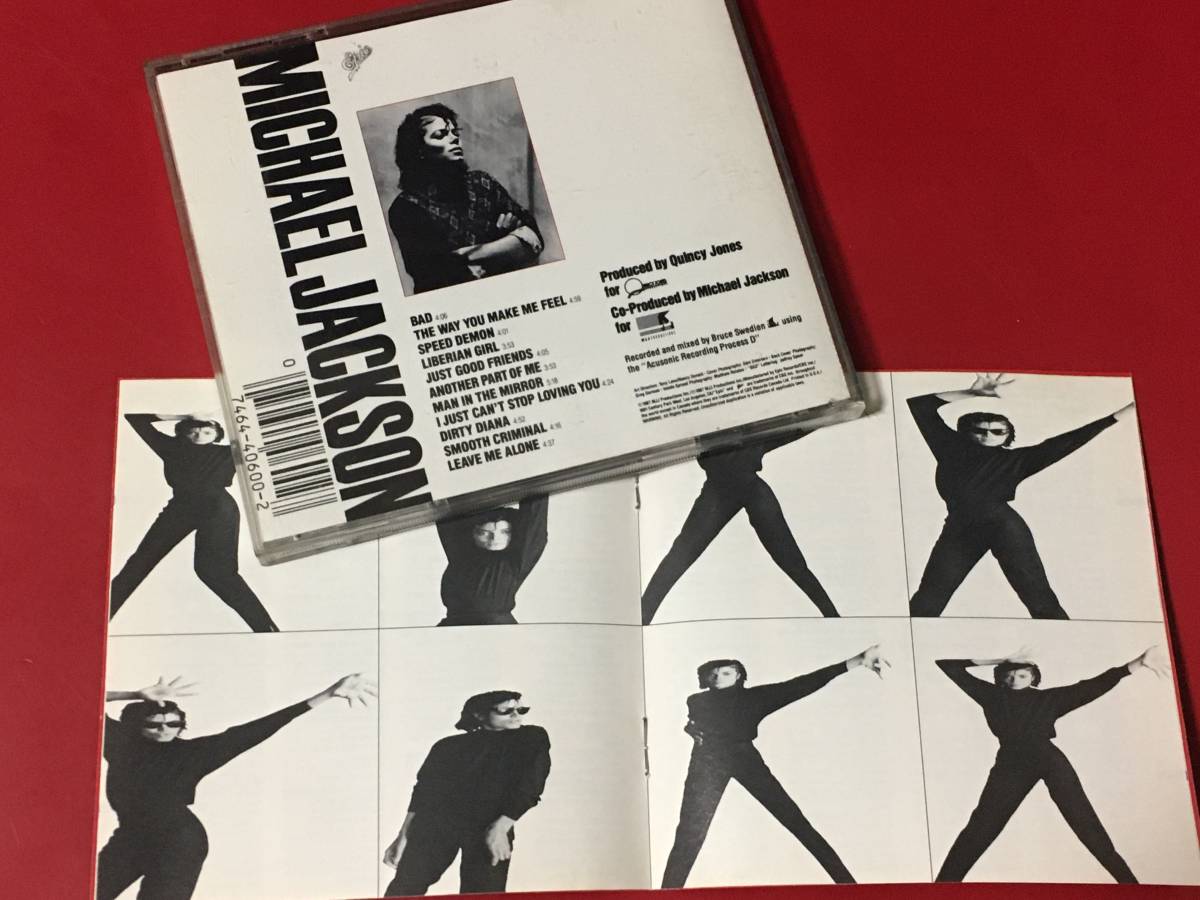 MICHAEL JACKSON
Epic
BAD 4:06
THE WAY YOU MAKE ME FEEL 4:59
SPEED DEMON 4:01
LIBERIAN GIRL 3:53
JUST GOOD FRIENDS 4:05
ANOTHER PART OF ME 3:53
MAN IN THE MIRROR 5:18
I JUST CAN'T STOP LOVING YOU 4:24
DIRTY DIANA 4:52
SMOOTH CRIMINAL 4:16
LEAVE ME ALONE 4:37
Produced by Quincy Jones
for
Co-Produced by Michael Jackson
for
Recorded and mixed by Bruce Swedien using
the "Acusonic Recording Process"
0
7464-40600-2